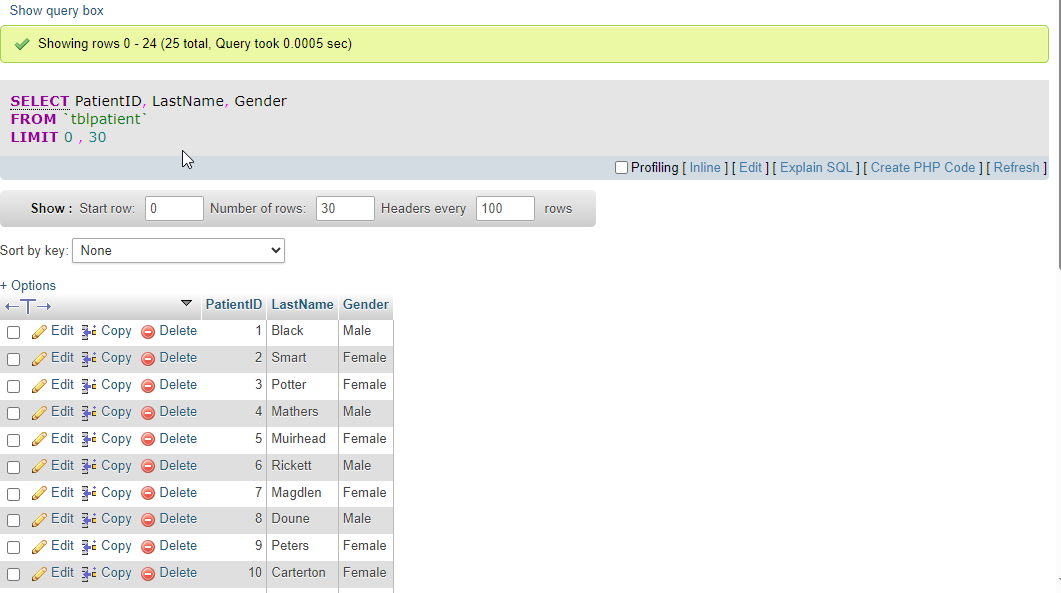 Show query box
Showing rows 0 - 24 (25 total, Query took 0.0005 sec)
SELECT PatientID, LastName, Gender
FROM `tblpatient`
LIMIT 0 , 30
Profiling [ Inline ] [ Edit ] [ Explain SQL ] [ Create PHP Code ] [ Refresh ]
Show : Start row: 0 Number of rows: 30 Headers every 100 rows
Sort by key: None
+ Options
←T→ PatientID LastName Gender
Edit Copy Delete 1 Black Male
Edit Copy Delete 2 Smart Female
Edit Copy Delete 3 Potter Female
Edit Copy Delete 4 Mathers Male
Edit Copy Delete 5 Muirhead Female
Edit Copy Delete 6 Rickett Male
Edit Copy Delete 7 Magdlen Female
Edit Copy Delete 8 Doune Male
Edit Copy Delete 9 Peters Female
Edit Copy Delete 10 Carterton Female